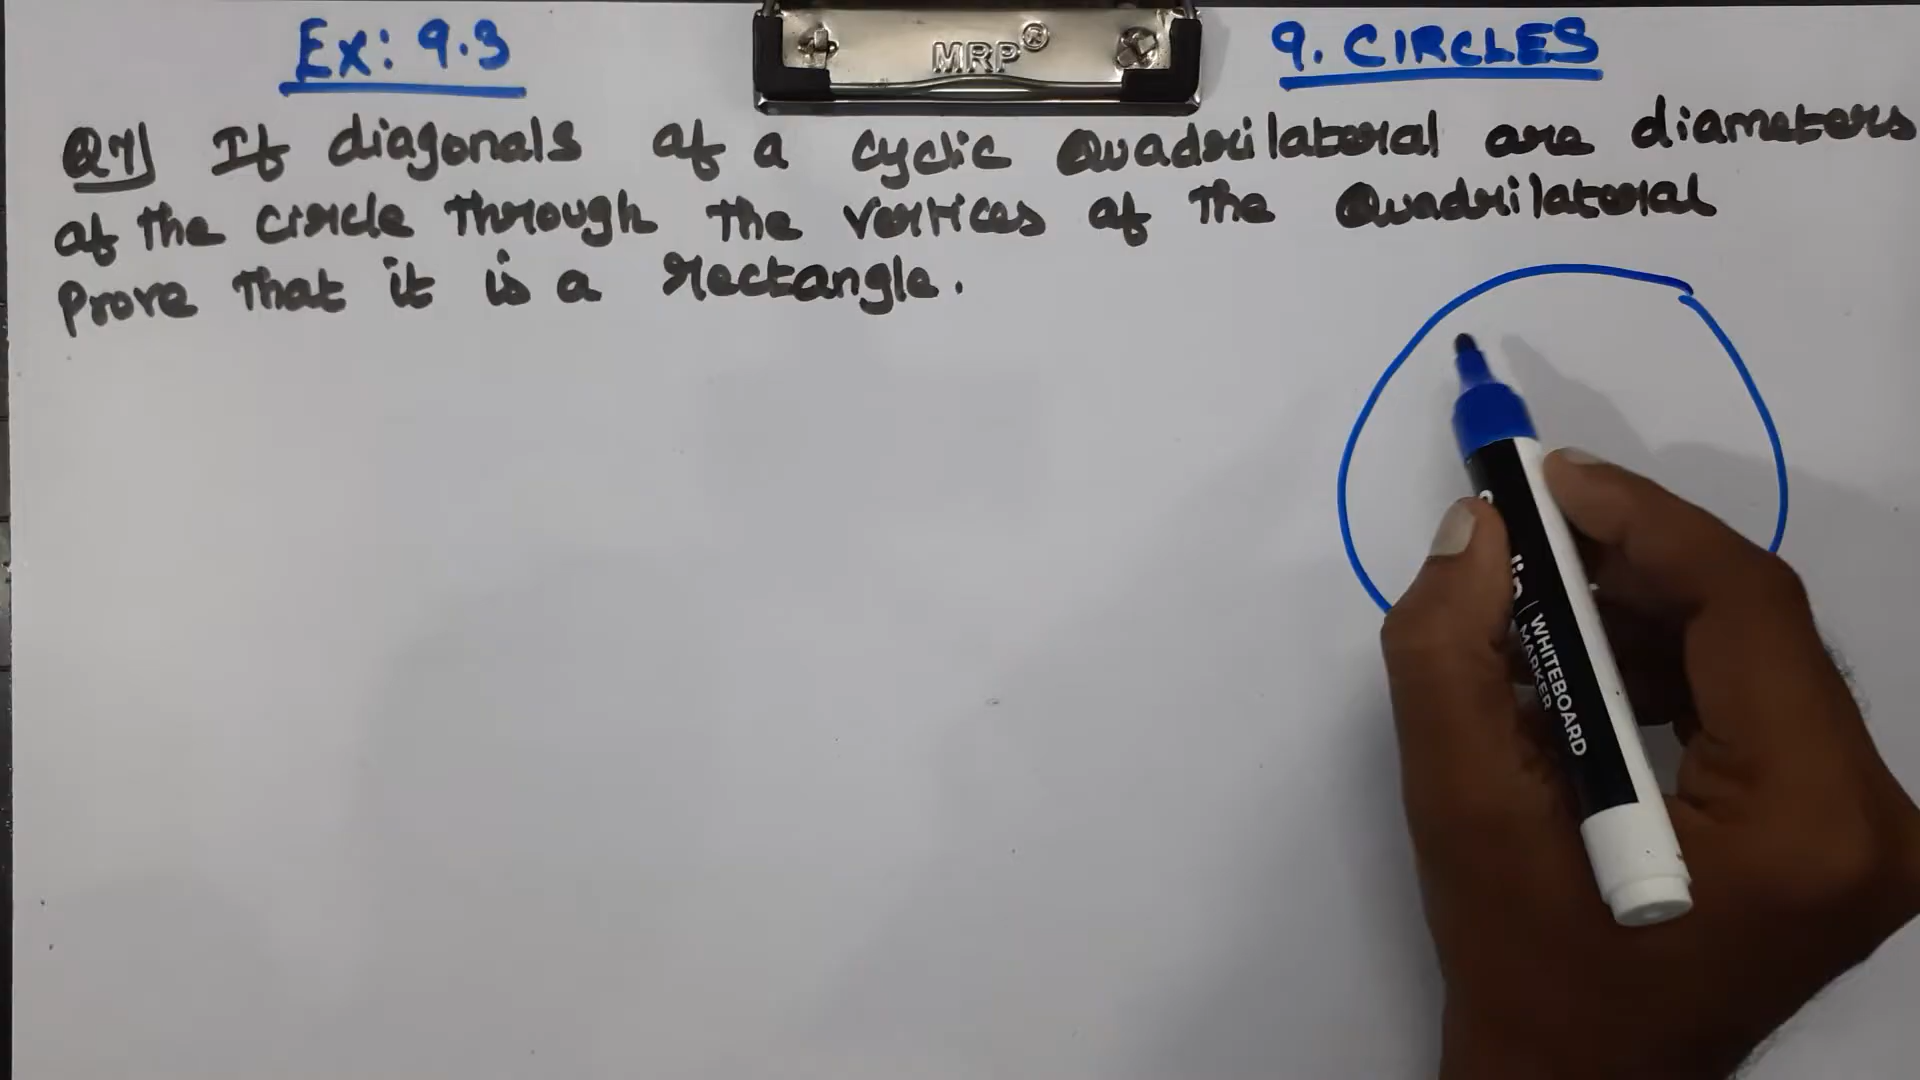 Ex: 9.3
MRP®
9. CIRCLES
Q7) If diagonals of a cyclic Quadrilateral are diameters
of the circle through the vertices of the Quadrilateral
Prove that it is a rectangle.
WHITEBOARD
MARKER